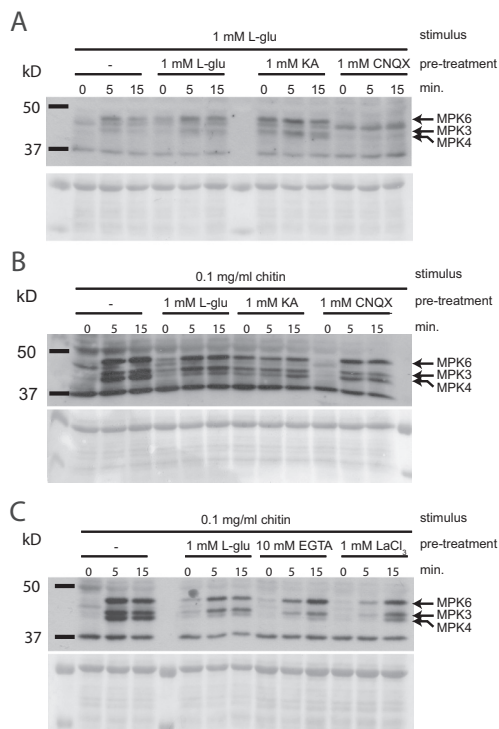 A
1 mM L-glu stimulus
kD - 1 mM L-glu 1 mM KA 1 mM CNQX pre-treatment
0 5 15 0 5 15 0 5 15 0 5 15 min.
50
MPK6
MPK3
MPK4
37
B
0.1 mg/ml chitin stimulus
kD - 1 mM L-glu 1 mM KA 1 mM CNQX pre-treatment
0 5 15 0 5 15 0 5 15 0 5 15 min.
50
MPK6
MPK3
MPK4
37
C
0.1 mg/ml chitin stimulus
kD - 1 mM L-glu 10 mM EGTA 1 mM LaCl₃ pre-treatment
0 5 15 0 5 15 0 5 15 0 5 15 min.
50
MPK6
MPK3
MPK4
37